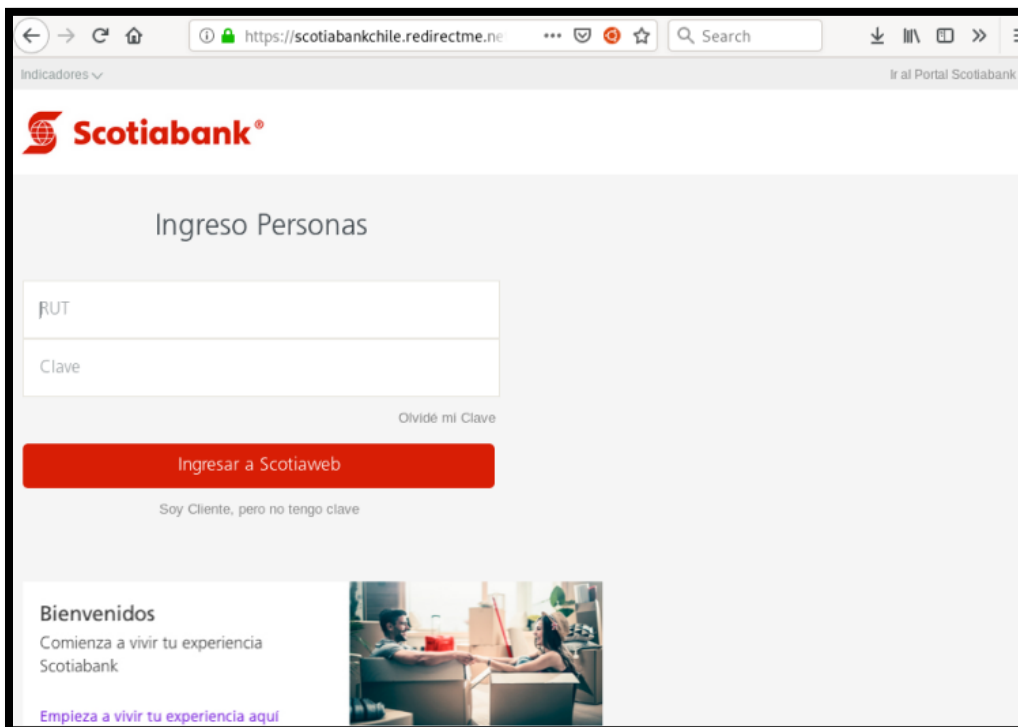 https://scotiabankchile.redirectme.ne
Search
Indicadores
Ir al Portal Scotiabank
Scotiabank®
Ingreso Personas
RUT
Clave
Olvidé mi Clave
Ingresar a Scotiaweb
Soy Cliente, pero no tengo clave
Bienvenidos
Comienza a vivir tu experiencia
Scotiabank
Empieza a vivir tu experiencia aquí